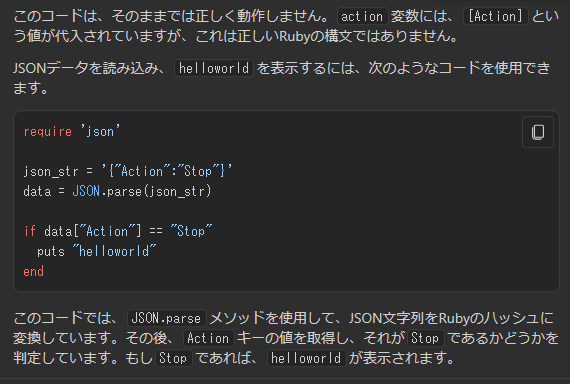 このコードは、そのままでは正しく動作しません。 action 変数には、 [Action] とい
う値が代入されていますが、これは正しいRubyの構文ではありません。
JSONデータを読み込み、 helloworld を表示するには、次のようなコードを使用でき
ます。
require 'json'
json_str = '{"Action":"Stop"}'
data = JSON.parse(json_str)
if data["Action"] == "Stop"
  puts "helloworld"
end
このコードでは、 JSON.parse メソッドを使用して、JSON文字列をRubyのハッシュに
変換しています。その後、 Action キーの値を取得し、それが Stop であるかどうかを
判定しています。もし Stop であれば、 helloworld が表示されます。